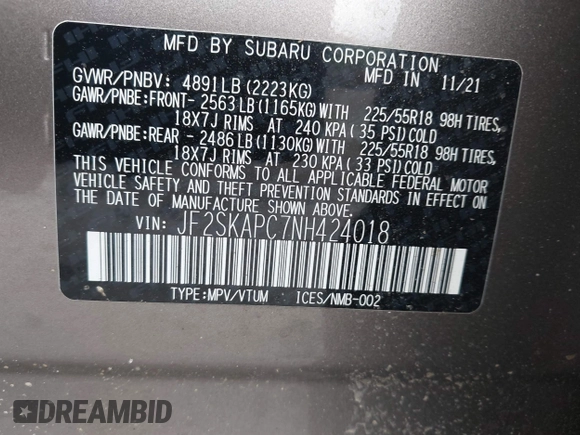 MFD BY SUBARU CORPORATION
MFD IN 11/21
GVWR/PNBV: 4891LB (2223KG)
GAWR/PNBE:FRONT- 2563 LB (1165KG) WITH 225/55R18 98H TIRES,
18X7J RIMS AT 240 KPA ( 35 PSI) COLD
GAWR/PNBE:REAR - 2486 LB (1130KG) WITH 225/55R18 98H TIRES,
18X7J RIMS AT 230 KPA ( 33 PSI) COLD
THIS VEHICLE CONFORMS TO ALL APPLICABLE FEDERAL MOTOR
VEHICLE SAFETY AND THEFT PREVENTION STANDARDS IN EFFECT ON
THE DATE OF MANUFACTURE SHOWN ABOVE.
VIN: JF2SKAPC7NH424018
TYPE:MPV/VTUM ICES/NMB-002
DREAMBID